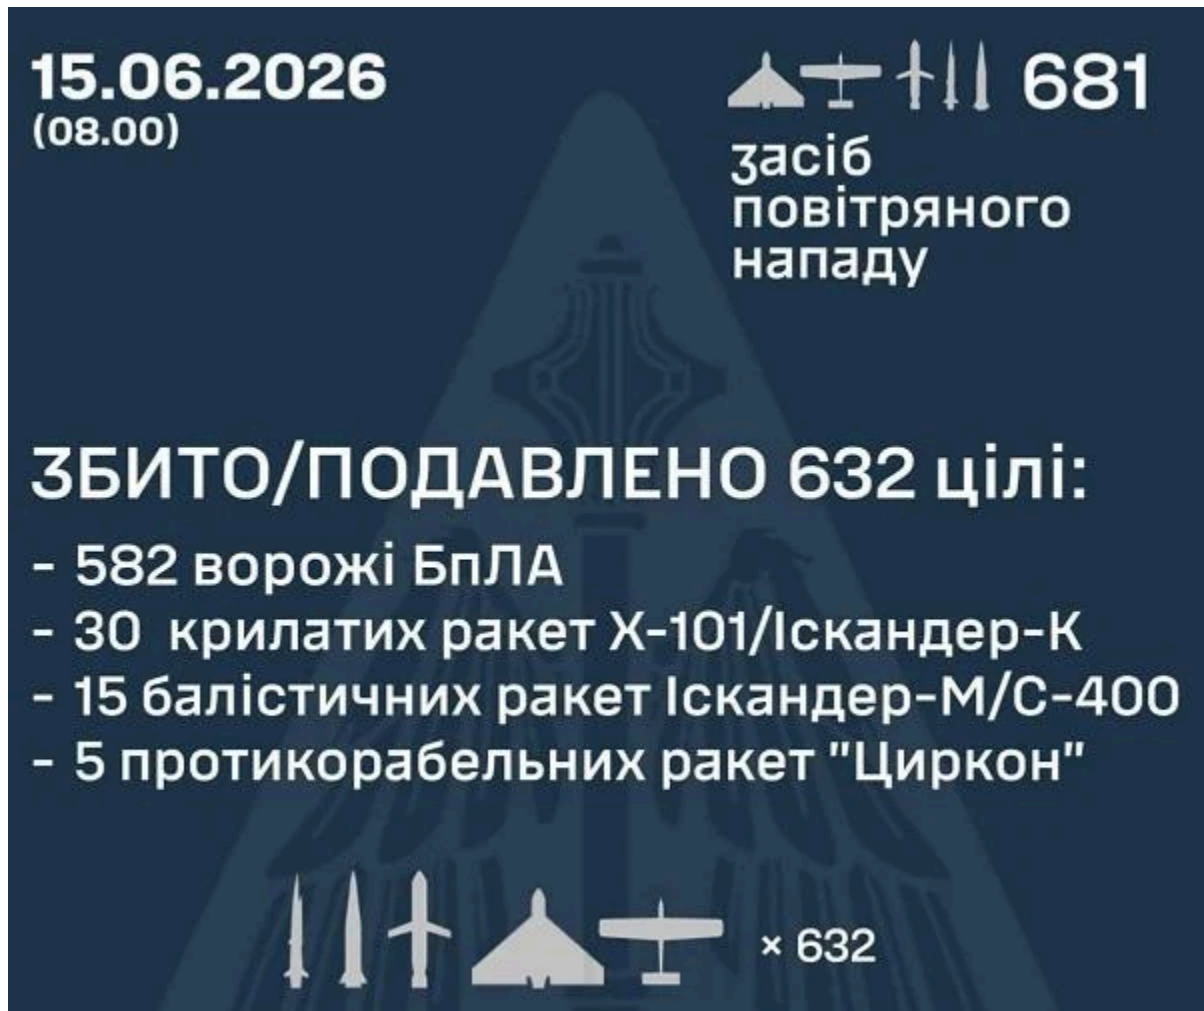 15.06.2026
(08.00)
681
засіб
повітряного
нападу
ЗБИТО/ПОДАВЛЕНО 632 цілі:
- 582 ворожі БпЛА
- 30 крилатих ракет Х-101/Іскандер-К
- 15 балістичних ракет Іскандер-М/С-400
- 5 протикорабельних ракет "Циркон"
× 632